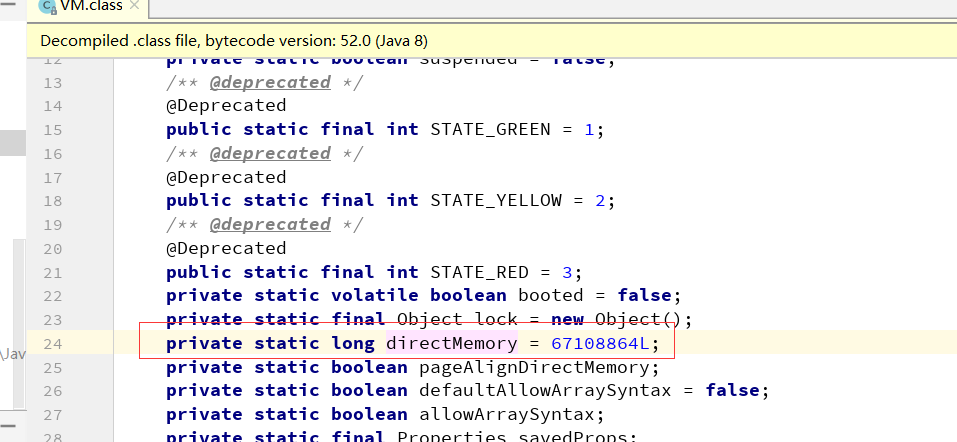 VM.class
Decompiled .class file, bytecode version: 52.0 (Java 8)
12 private static boolean suspended = false;
13 /** @deprecated */
14 @Deprecated
15 public static final int STATE_GREEN = 1;
16 /** @deprecated */
17 @Deprecated
18 public static final int STATE_YELLOW = 2;
19 /** @deprecated */
20 @Deprecated
21 public static final int STATE_RED = 3;
22 private static volatile boolean booted = false;
23 private static final Object lock = new Object();
24 private static long directMemory = 67108864L;
\Jav
25 private static boolean pageAlignDirectMemory;
26 private static boolean defaultAllowArraySyntax = false;
27 private static boolean allowArraySyntax;
28 private static final Properties savedProps;